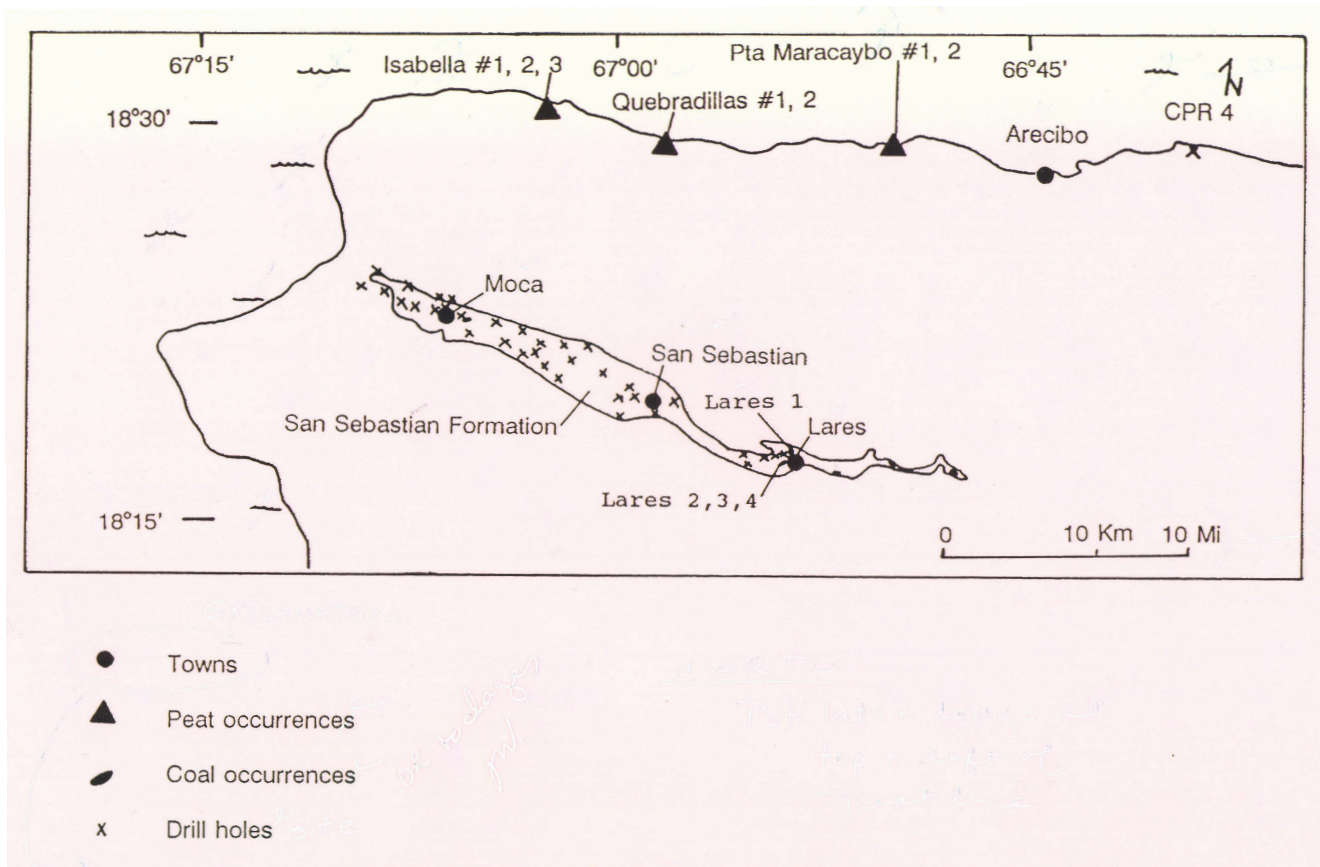 67°15'
Isabella #1, 2, 3
67°00'
Pta Maracaybo #1, 2
66°45'
N
18°30'
Quebradillas #1, 2
CPR 4
Arecibo
Moca
San Sebastian
Lares 1
San Sebastian Formation
Lares
Lares 2,3,4
18°15'
0 10 Km 10 Mi
Towns
Peat occurrences
Coal occurrences
x Drill holes
OK to